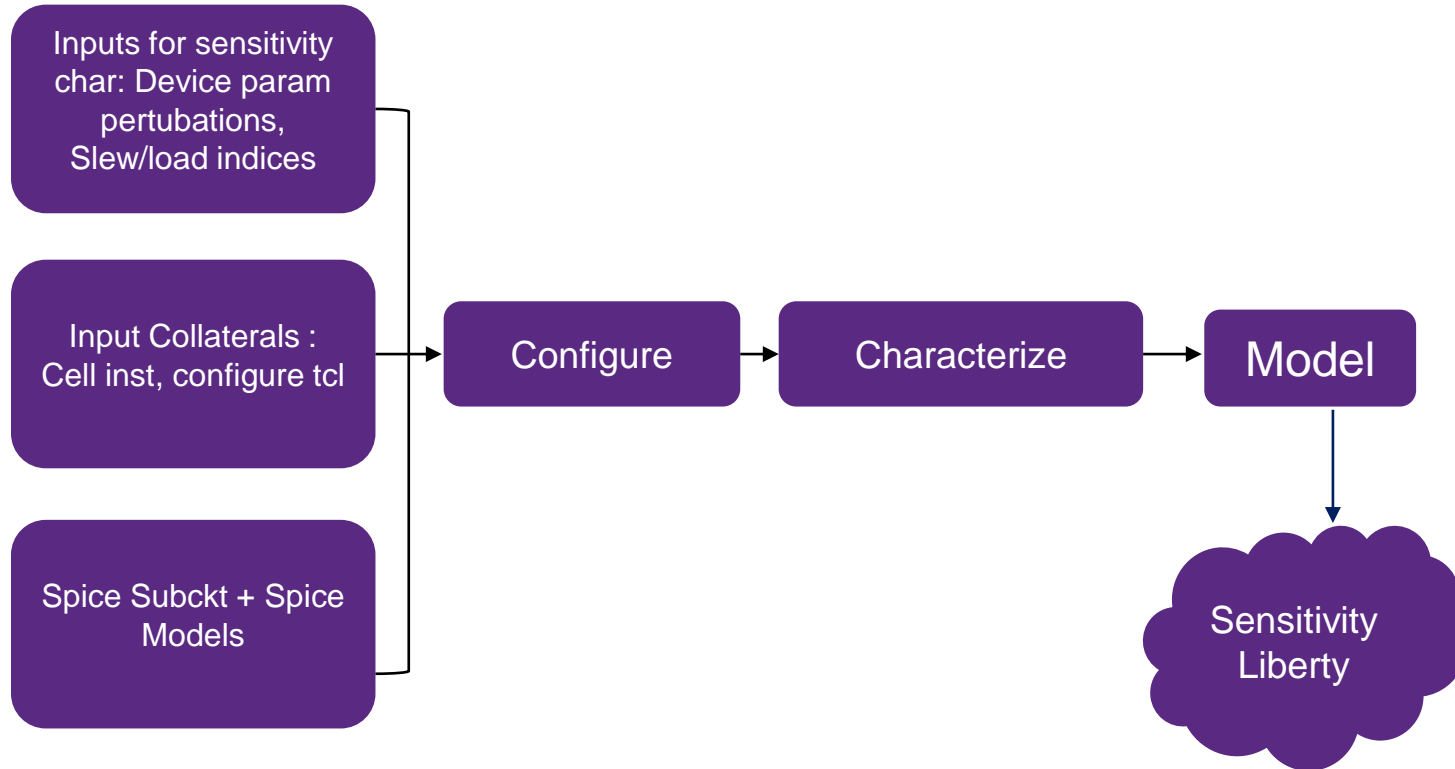 Inputs for sensitivity
char: Device param
pertubations,
Slew/load indices
Input Collaterals :
Cell inst, configure tcl
Spice Subckt + Spice
Models
Configure
Characterize
Model
Sensitivity
Liberty